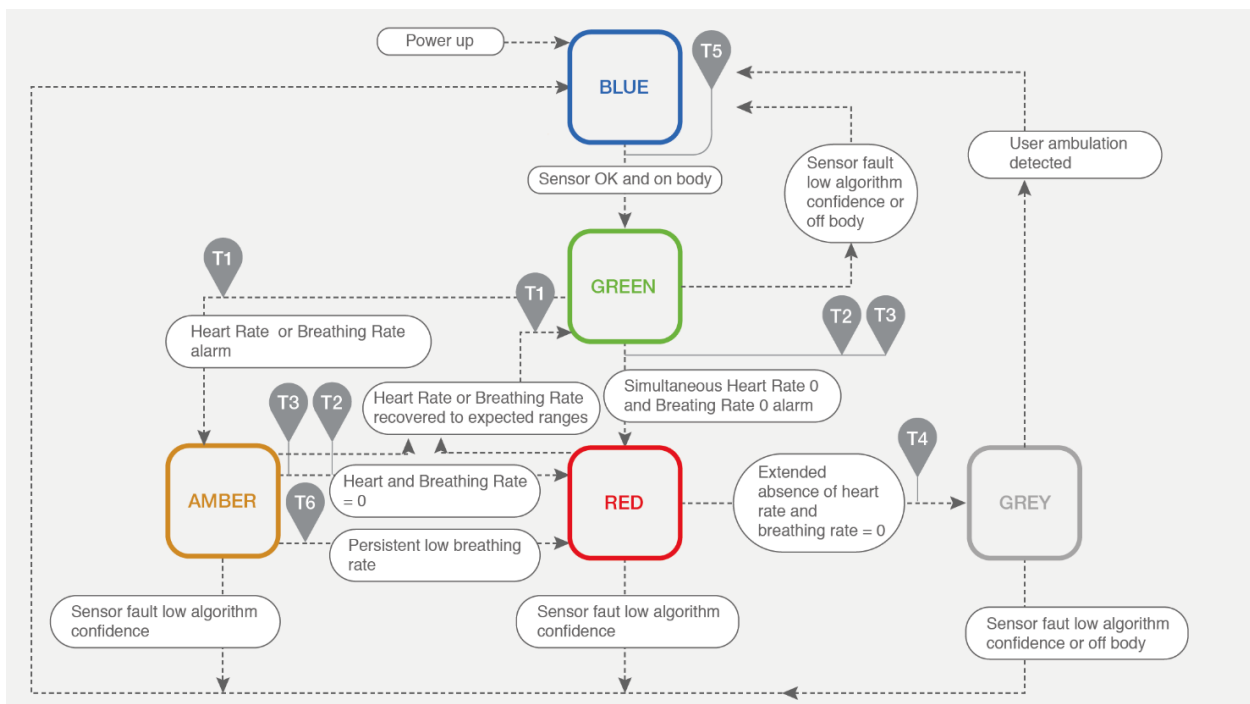 Power up
BLUE
T5
User ambulation
detected
Sensor fault
low algorithm
confidence or
off body
Sensor OK and on body
T1
GREEN
T1
T2
T3
Heart Rate  or Breathing Rate
alarm
Heart Rate or Breathing Rate
recovered to expected ranges
Simultaneous Heart Rate 0
and Breating Rate 0 alarm
T3
T2
T4
AMBER
Heart and Breathing Rate
= 0
T6
Persistent low breathing
rate
RED
Extended
absence of heart
rate and
breathing rate = 0
GREY
Sensor fault low algorithm
confidence
Sensor faut low algorithm
confidence
Sensor faut low algorithm
confidence or off body